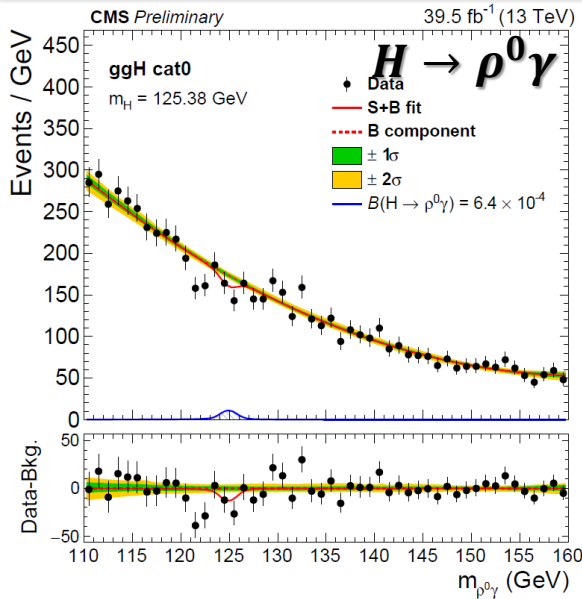 CMS Preliminary 39.5 fb⁻¹ (13 TeV)
H → ρ⁰γ
ggH cat0
m_H = 125.38 GeV
Data
S+B fit
B component
± 1σ
± 2σ
B(H → ρ⁰γ) = 6.4 × 10⁻⁴
Events / GeV
450
400
350
300
250
200
150
100
50
0
Data-Bkg.
50
0
−50
110 115 120 125 130 135 140 145 150 155 160
m_ρ⁰γ (GeV)